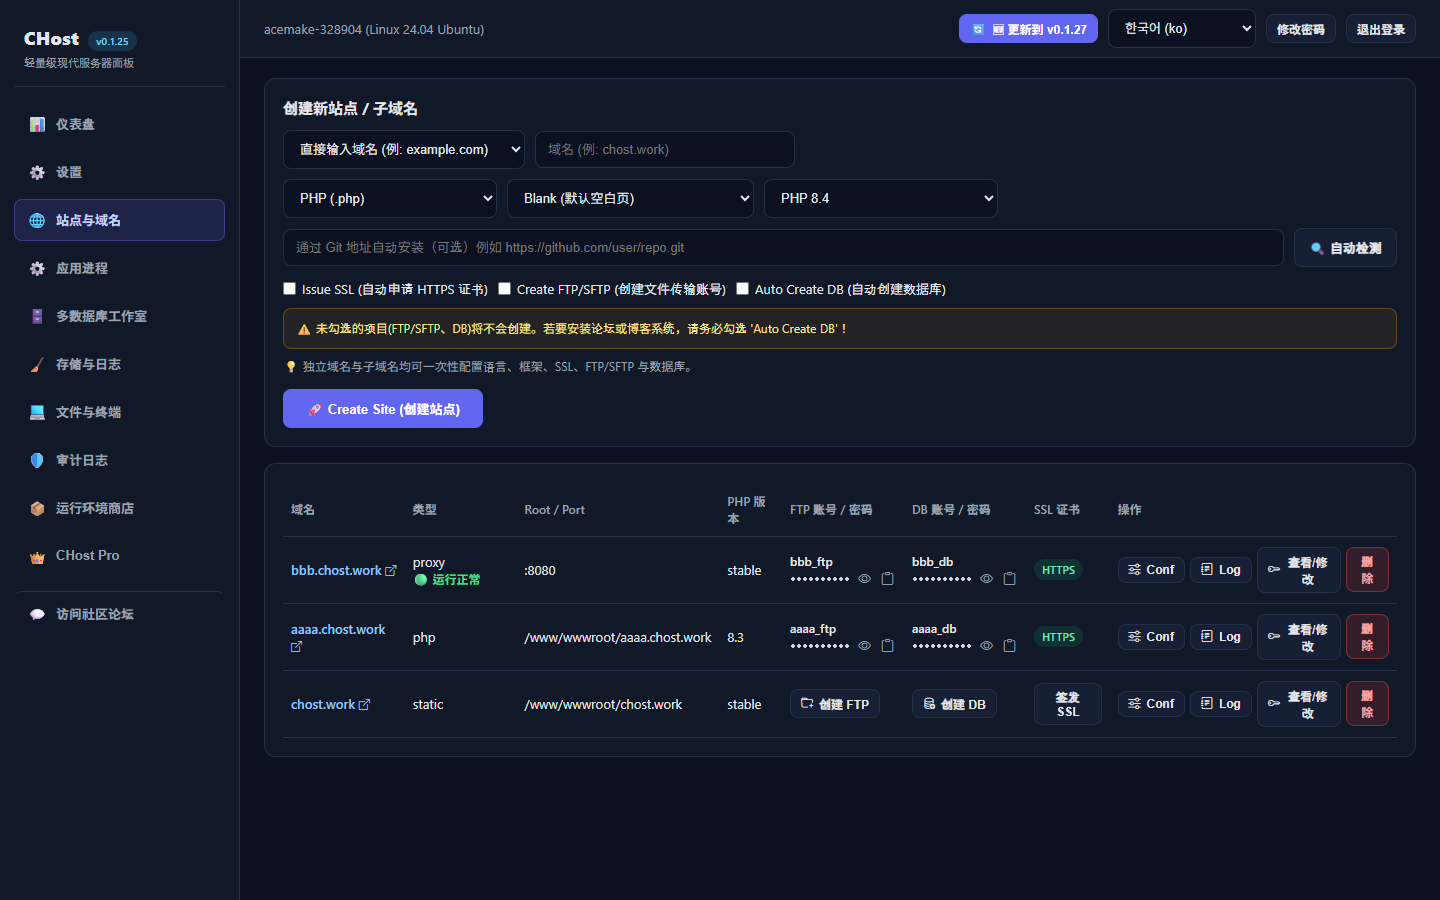 CHost v0.1.25
轻量级现代服务器面板
仪表盘
设置
站点与域名
应用进程
多数据库工作室
存储与日志
文件与终端
审计日志
运行环境商店
CHost Pro
访问社区论坛
acemake-328904 (Linux 24.04 Ubuntu)
更新到 v0.1.27
한국어 (ko)
修改密码
退出登录
创建新站点 / 子域名
直接输入域名 (例: example.com)
域名 (例: chost.work)
PHP (.php)
Blank (默认空白页)
PHP 8.4
通过 Git 地址自动安装（可选）例如 https://github.com/user/repo.git
自动检测
Issue SSL (自动申请 HTTPS 证书)
Create FTP/SFTP (创建文件传输账号)
Auto Create DB (自动创建数据库)
未勾选的项目(FTP/SFTP、DB)将不会创建。若要安装论坛或博客系统，请务必勾选 'Auto Create DB'！
独立域名与子域名均可一次性配置语言、框架、SSL、FTP/SFTP 与数据库。
Create Site (创建站点)
域名
类型
Root / Port
PHP 版
本
FTP 账号 / 密码
DB 账号 / 密码
SSL 证书
操作
bbb.chost.work
proxy
运行正常
:8080
stable
bbb_ftp
••••••••••
bbb_db
••••••••••
HTTPS
Conf
Log
查看/修
改
删
除
aaaa.chost.work
php
/www/wwwroot/aaaa.chost.work
8.3
aaaa_ftp
••••••••••
aaaa_db
••••••••••
HTTPS
Conf
Log
查看/修
改
删
除
chost.work
static
/www/wwwroot/chost.work
stable
创建 FTP
创建 DB
签发
SSL
Conf
Log
查看/修
改
删
除